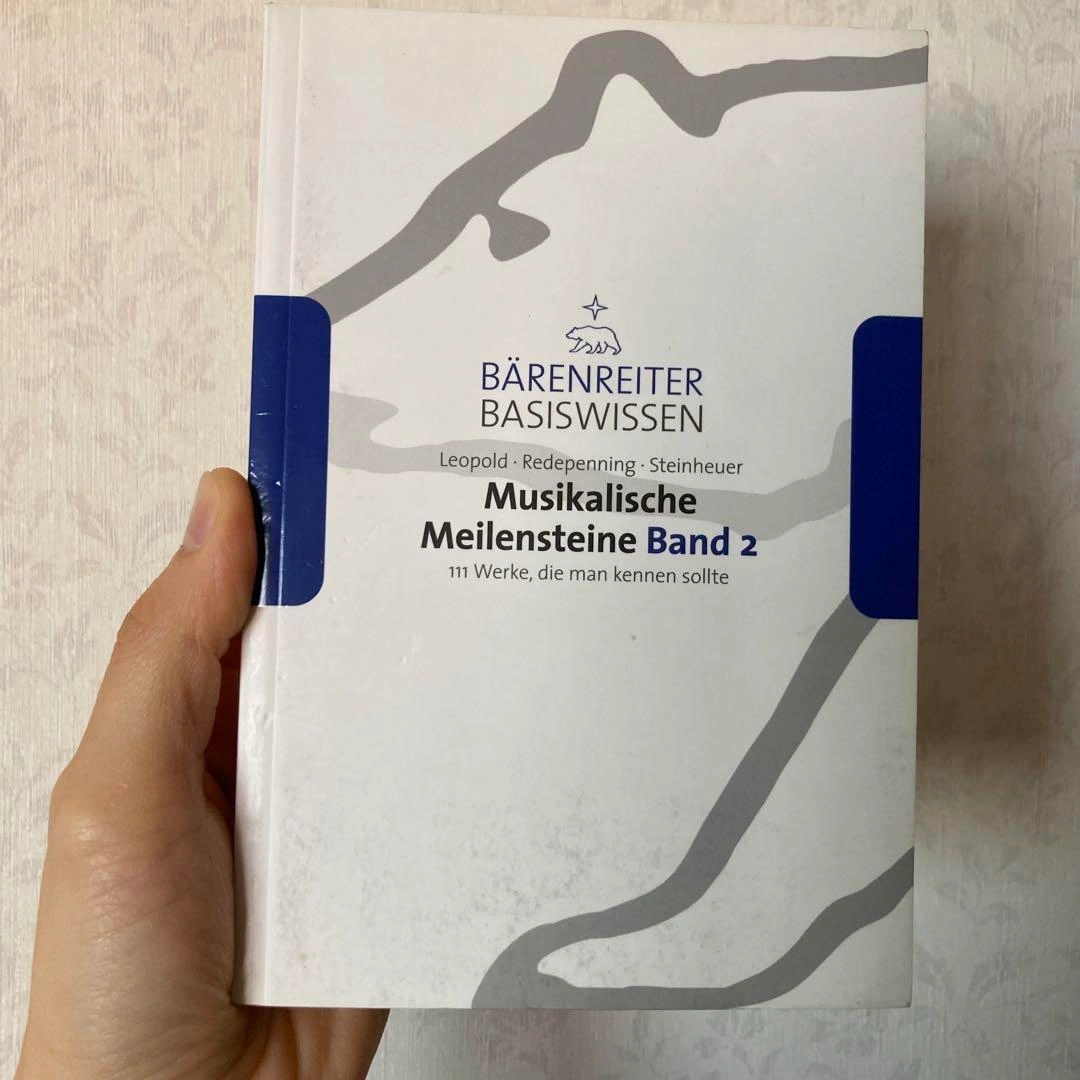 BÄRENREITER
BASISWISSEN
Leopold · Redepenning · Steinheuer
Musikalische
Meilensteine Band 2
111 Werke, die man kennen sollte